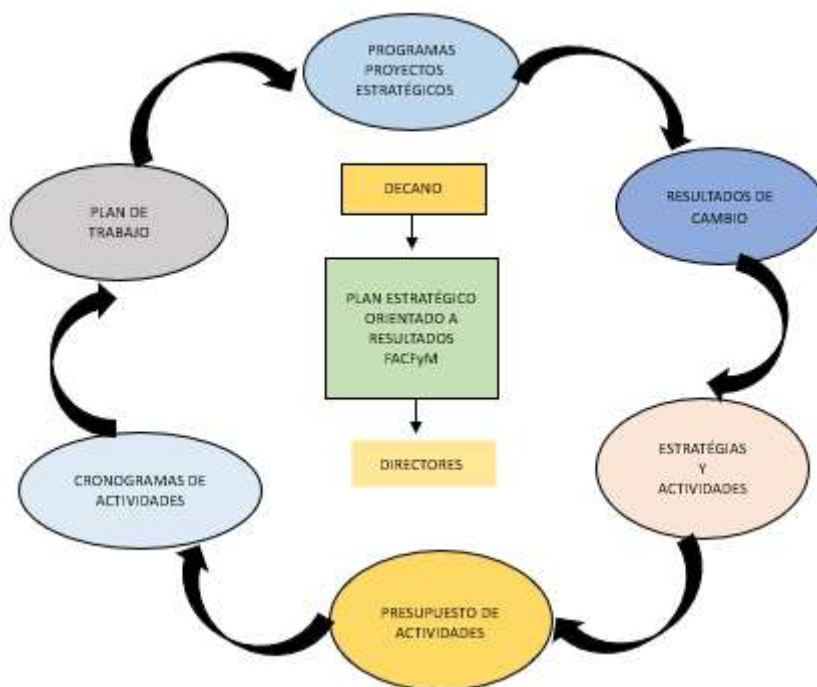 PROGRAMAS
PROYECTOS
ESTRATÉGICOS
DECANO
RESULTADOS DE
CAMBIO
PLAN DE
TRABAJO
PLAN ESTRATÉGICO
ORIENTADO A
RESULTADOS
FACFyM
ESTRATÉGIAS
Y
ACTIVIDADES
DIRECTORES
CRONOGRAMAS DE
ACTIVIDADES
PRESUPUESTO DE
ACTIVIDADES